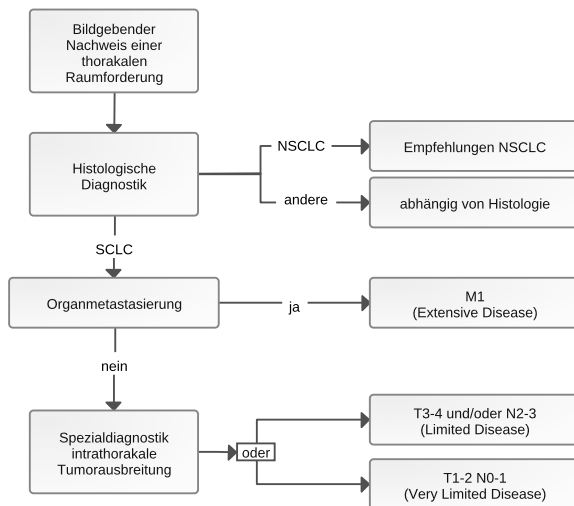 Bildgebender
Nachweis einer
thorakalen
Raumforderung
Histologische
Diagnostik
NSCLC
Empfehlungen NSCLC
andere
abhängig von Histologie
SCLC
Organmetastasierung
ja
M1
(Extensive Disease)
nein
Spezialdiagnostik
intrathorakale
Tumorausbreitung
oder
T3-4 und/oder N2-3
(Limited Disease)
T1-2 N0-1
(Very Limited Disease)